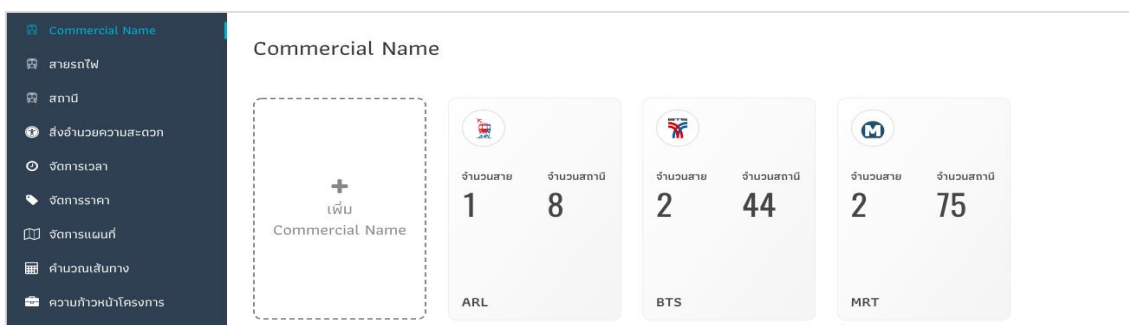 Commercial Name
สายรถไฟ
สถานี
สิ่งอำนวยความสะดวก
จัดการเวลา
จัดการราคา
จัดการแผนที่
คำนวณเส้นทาง
ความก้าวหน้าโครงการ
Commercial Name
เพิ่ม
Commercial Name
ARL
จำนวนสาย จำนวนสถานี
1 8
ARL
BTS
จำนวนสาย จำนวนสถานี
2 44
BTS
M
จำนวนสาย จำนวนสถานี
2 75
MRT